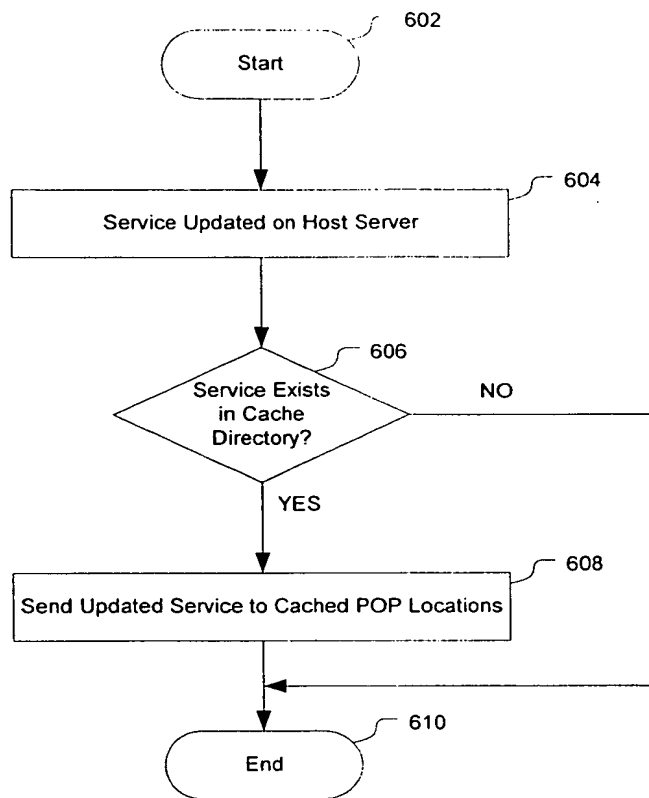 602
Start
604
Service Updated on Host Server
606
Service Exists
in Cache
Directory?
NO
YES
608
Send Updated Service to Cached POP Locations
610
End